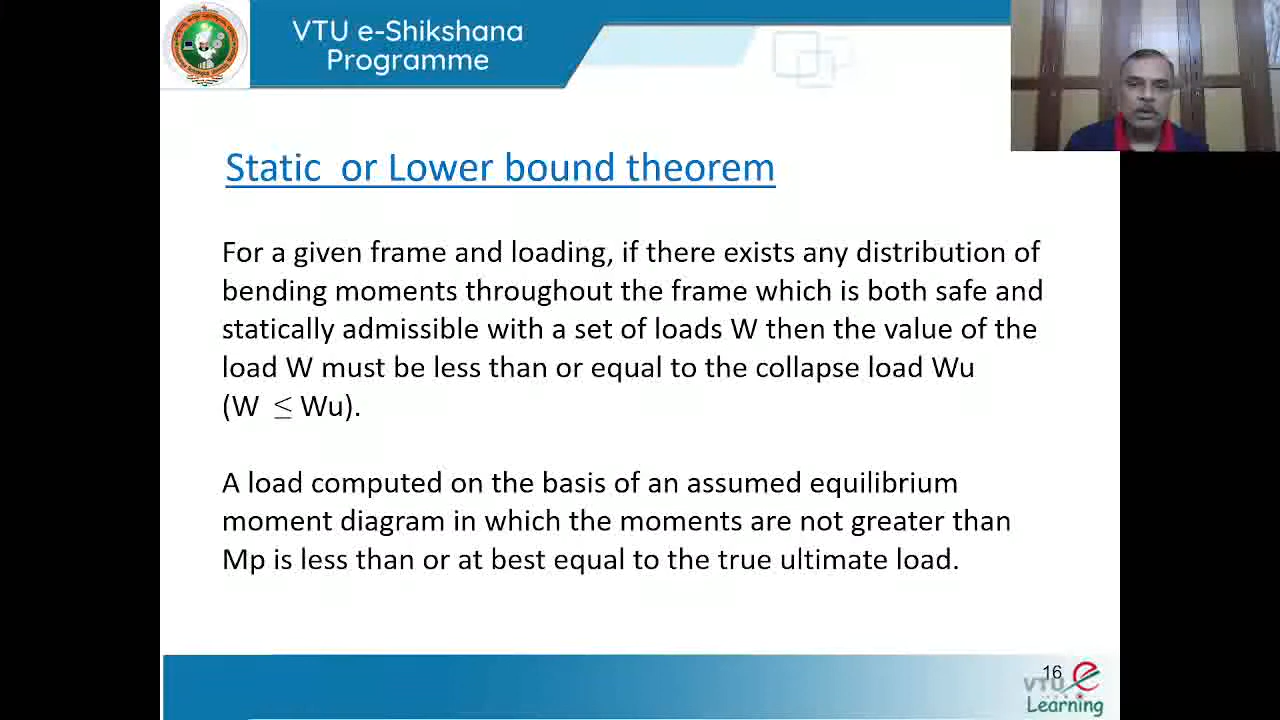 VTU e-Shikshana
Programme
Static or Lower bound theorem
For a given frame and loading, if there exists any distribution of
bending moments throughout the frame which is both safe and
statically admissible with a set of loads W then the value of the
load W must be less than or equal to the collapse load Wu
(W ≤ Wu).
A load computed on the basis of an assumed equilibrium
moment diagram in which the moments are not greater than
Mp is less than or at best equal to the true ultimate load.
16
VTU e
Learning